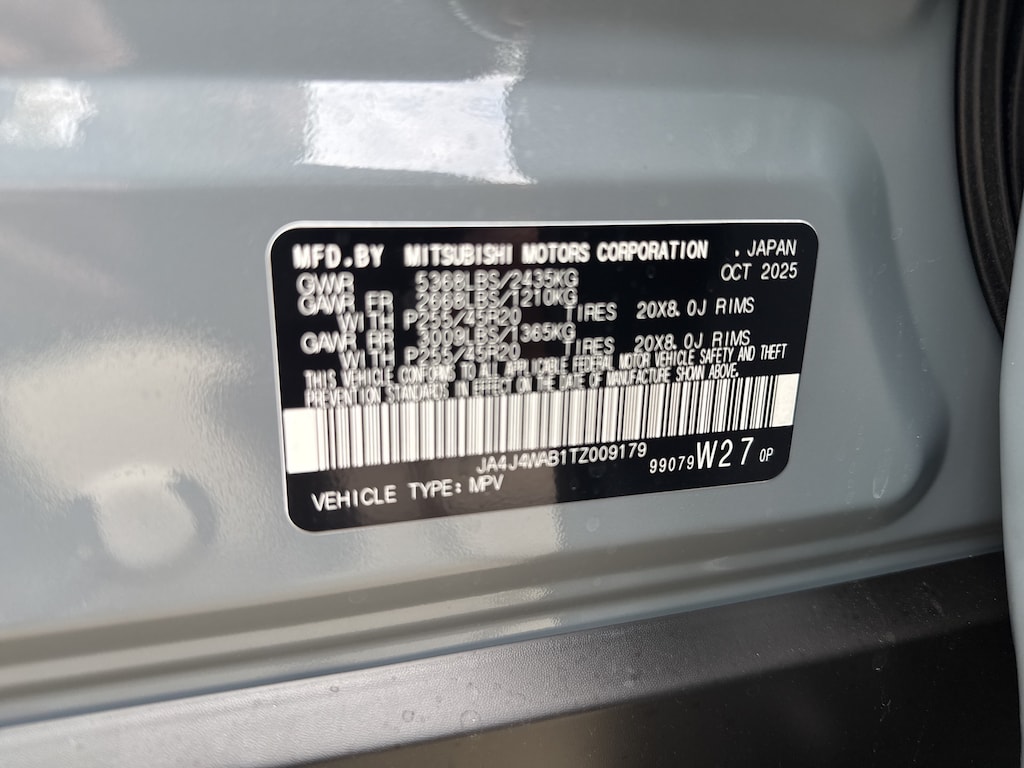 MFD.BY MITSUBISHI MOTORS CORPORATION .JAPAN
OCT 2025
GVWR 5368LBS/2435KG
GAWR FR 2668LBS/1210KG
WITH P255/45R20 TIRES 20X8.0J RIMS
GAWR RR 3009LBS/1365KG
WITH P255/45R20 TIRES 20X8.0J RIMS
THIS VEHICLE CONFORMS TO ALL APPLICABLE FEDERAL MOTOR VEHICLE SAFETY AND THEFT
PREVENTION STANDARDS IN EFFECT ON THE DATE OF MANUFACTURE SHOWN ABOVE.
JA4J4WAB1TZ009179
99079 W27 0P
VEHICLE TYPE: MPV